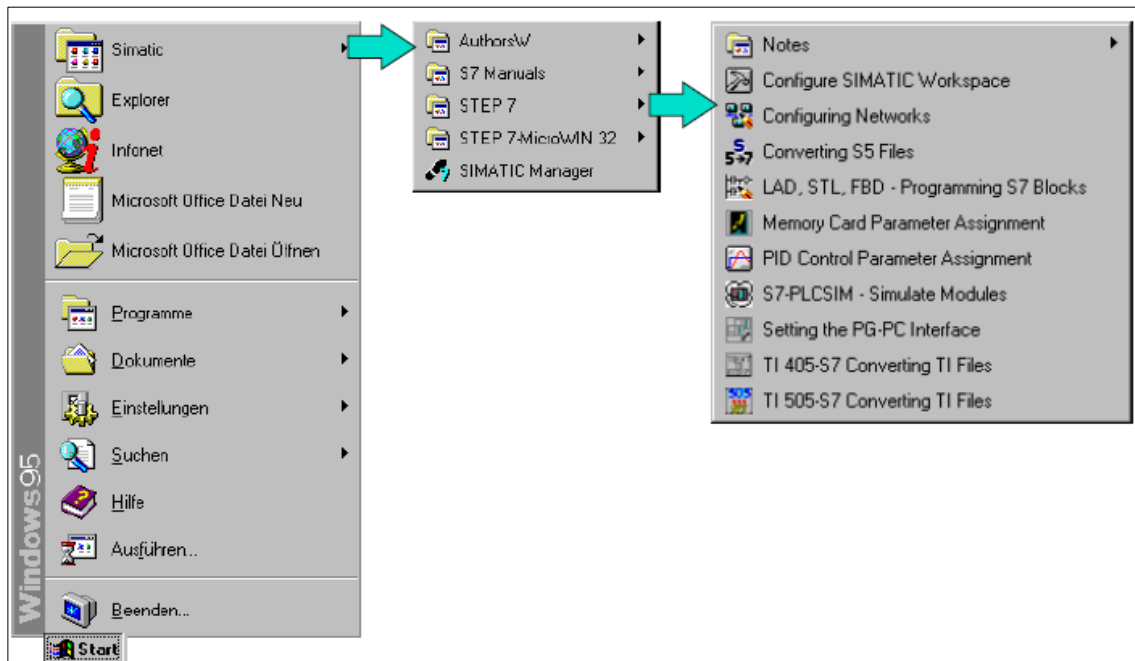 Simatic
Explorer
Infonet
Microsoft Office Datei Neu
Microsoft Office Datei Öffnen
Programme
Dokumente
Einstellungen
Suchen
Hilfe
Ausführen...
Beenden...
Windows95
Start
AuthorsW
S7 Manuals
STEP 7
STEP 7-MicroWIN 32
SIMATIC Manager
Notes
Configure SIMATIC Workspace
Configuring Networks
Converting S5 Files
LAD, STL, FBD - Programming S7 Blocks
Memory Card Parameter Assignment
PID Control Parameter Assignment
S7-PLCSIM - Simulate Modules
Setting the PG-PC Interface
TI 405-S7 Converting TI Files
TI 505-S7 Converting TI Files